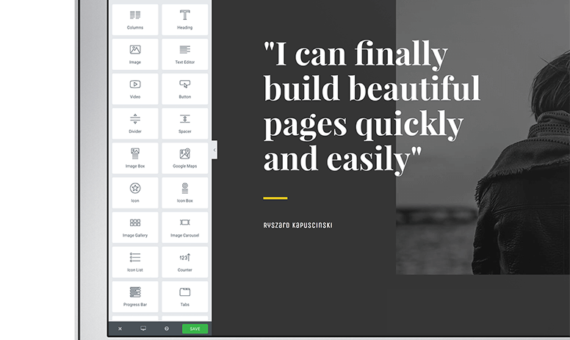 Columns
Heading
Image
Text Editor
Video
Button
Divider
Spacer
Image Box
Google Maps
Icon
Icon Box
Image Gallery
Image Carousel
Icon List
Counter
Progress Bar
Tabs
SAVE
"I can finally
build beautiful
pages quickly
and easily"
Ryszard Kapuscinski